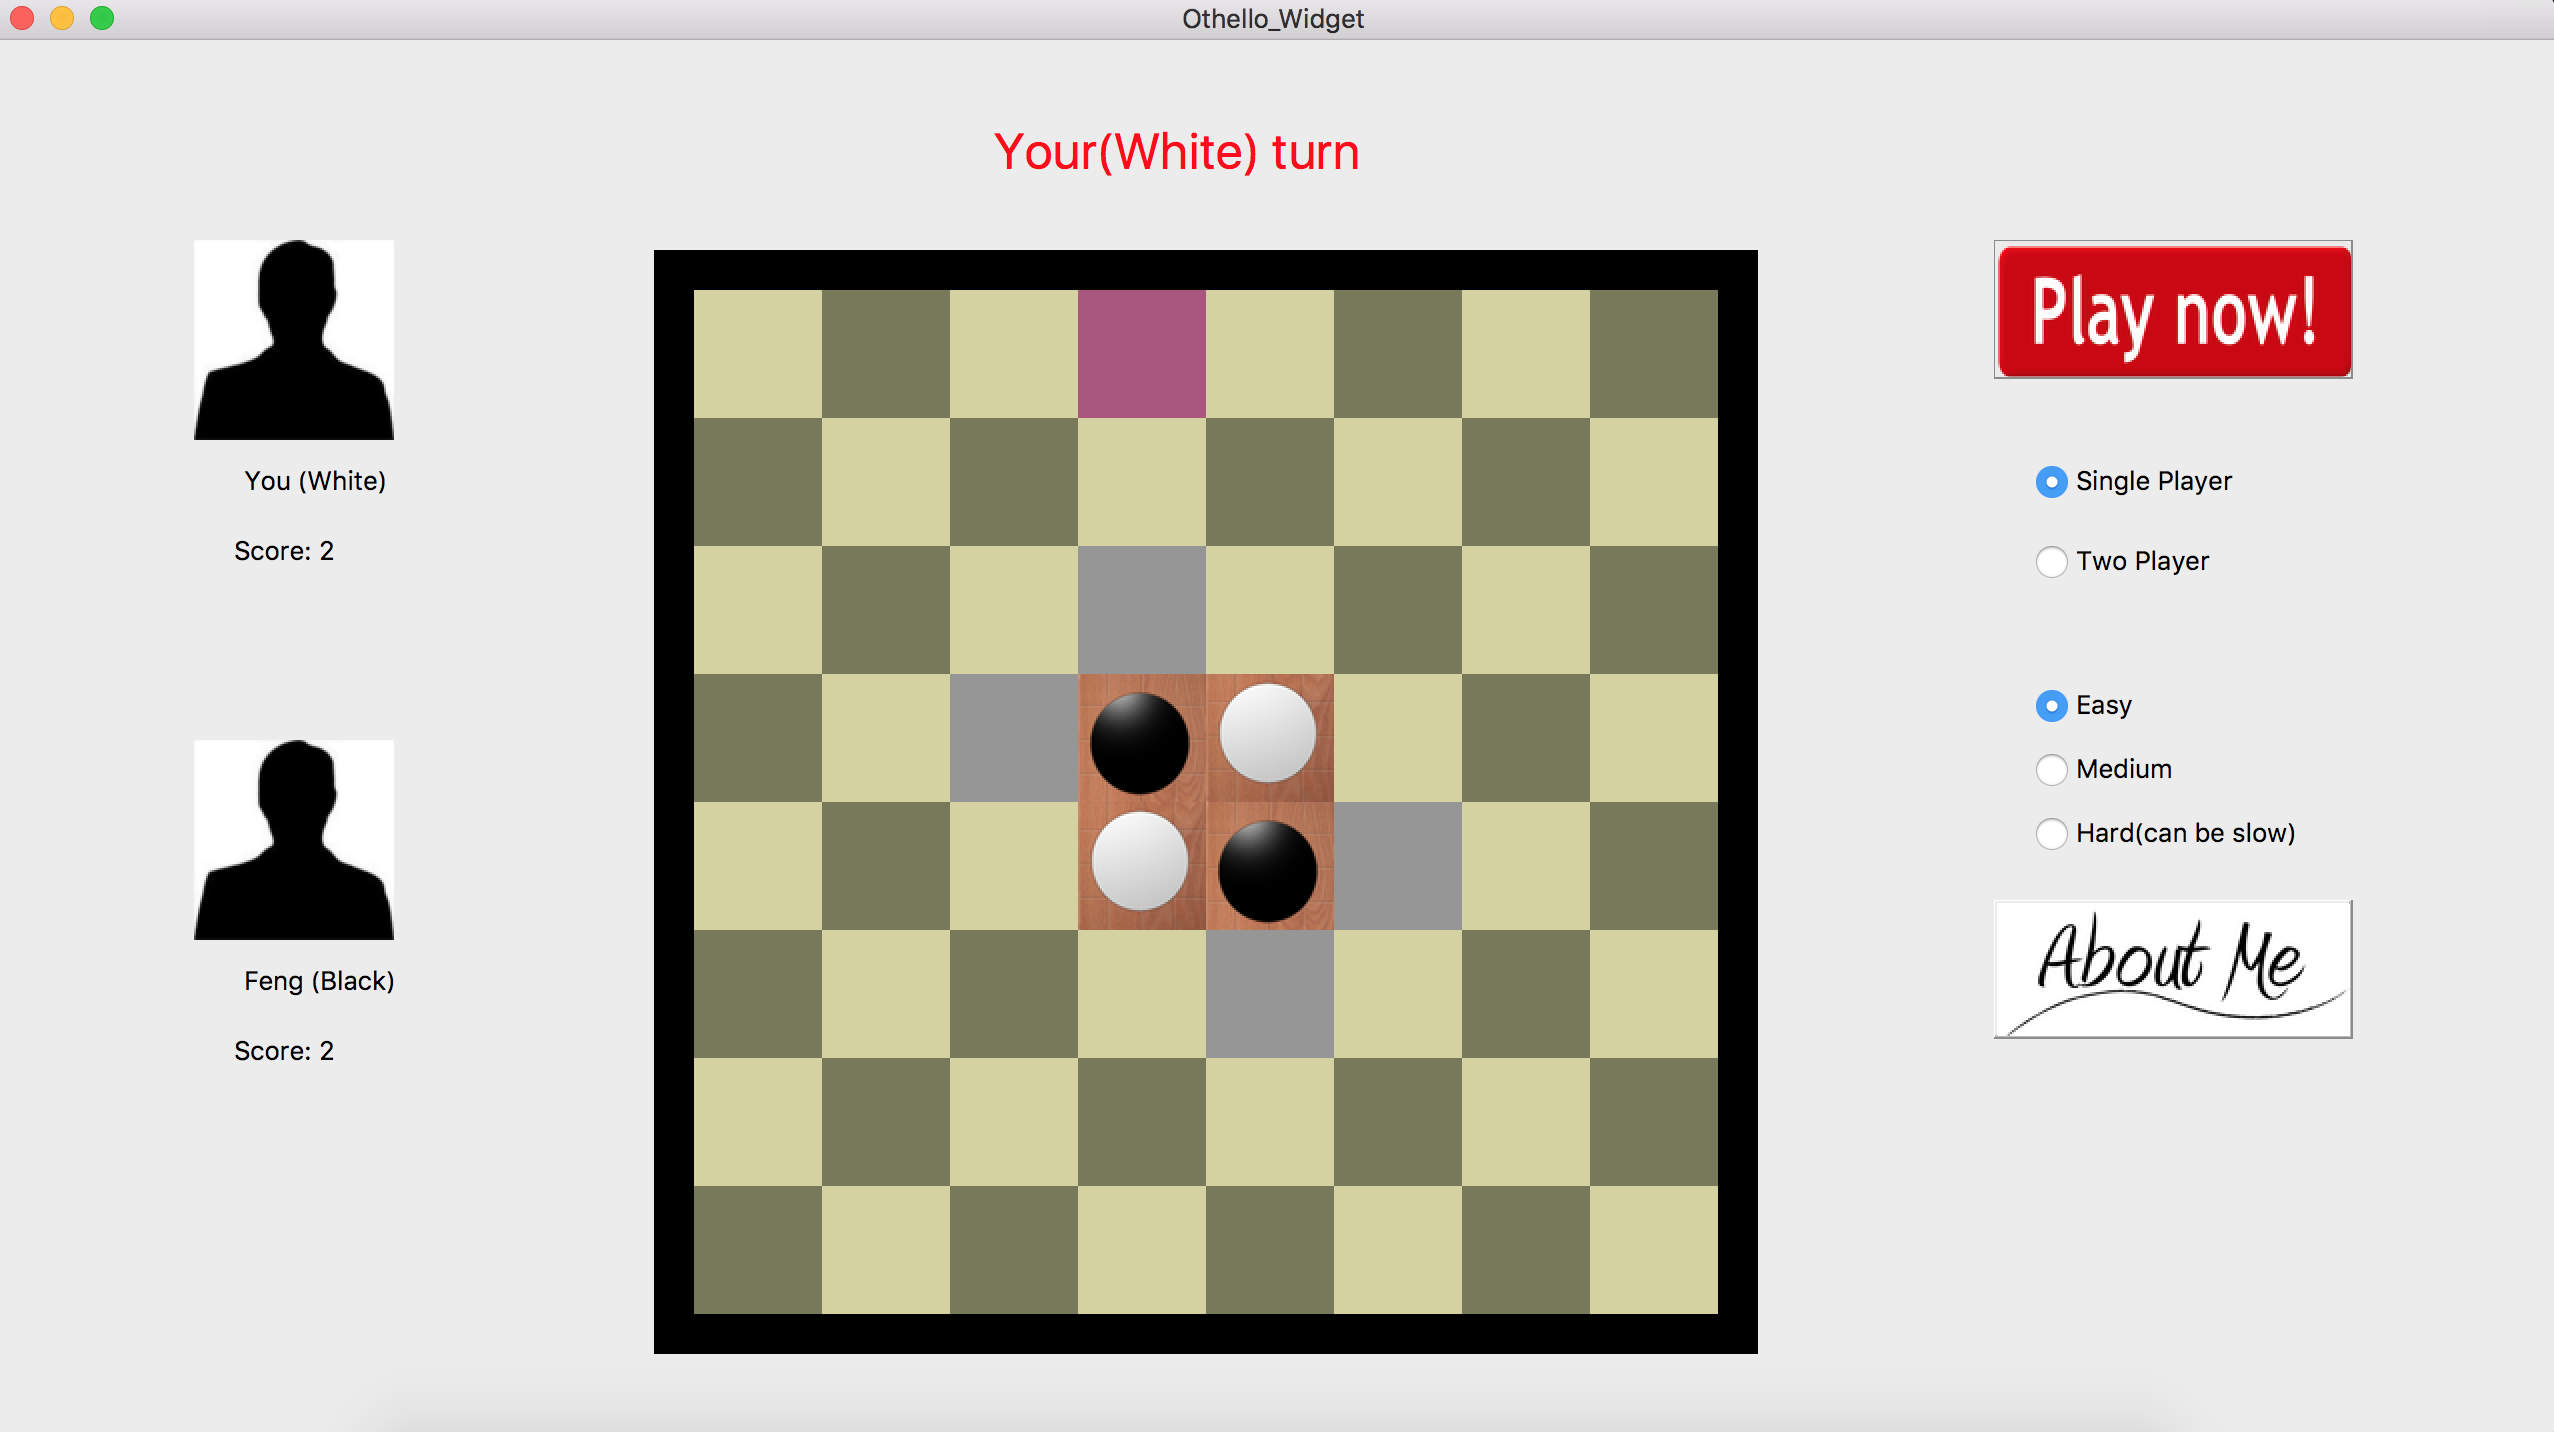 Othello_Widget
Your(White) turn
You (White)
Score: 2
Feng (Black)
Score: 2
Play now!
Single Player
Two Player
Easy
Medium
Hard(can be slow)
About Me